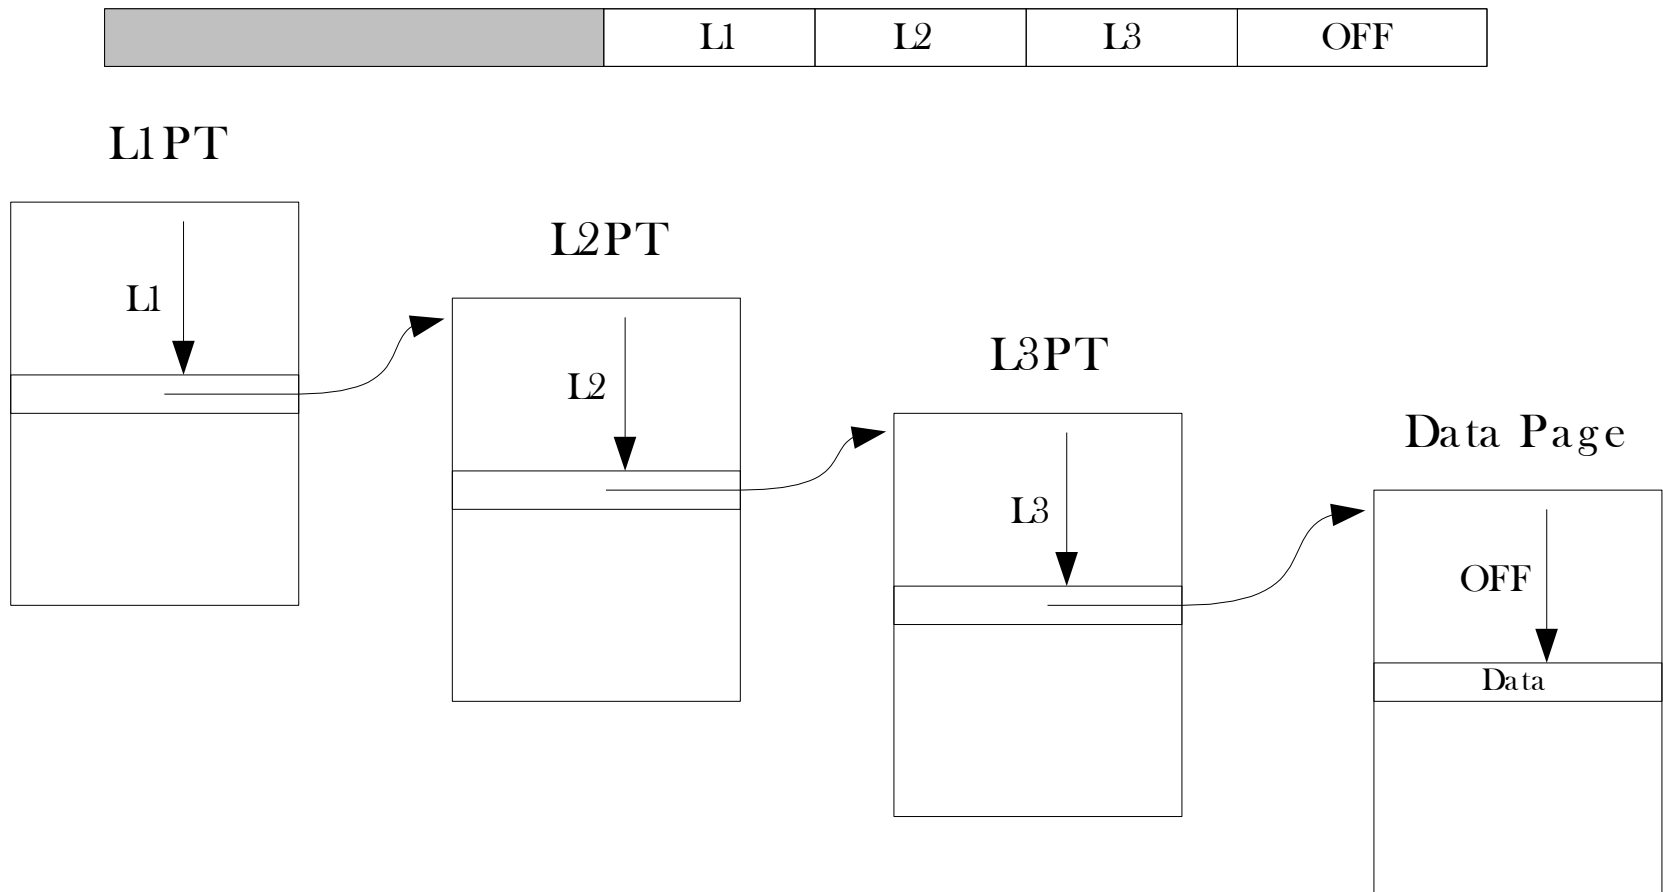 L1 L2 L3 OFF
L1PT
L1
L2PT
L2
L3PT
L3
Data Page
OFF
Data